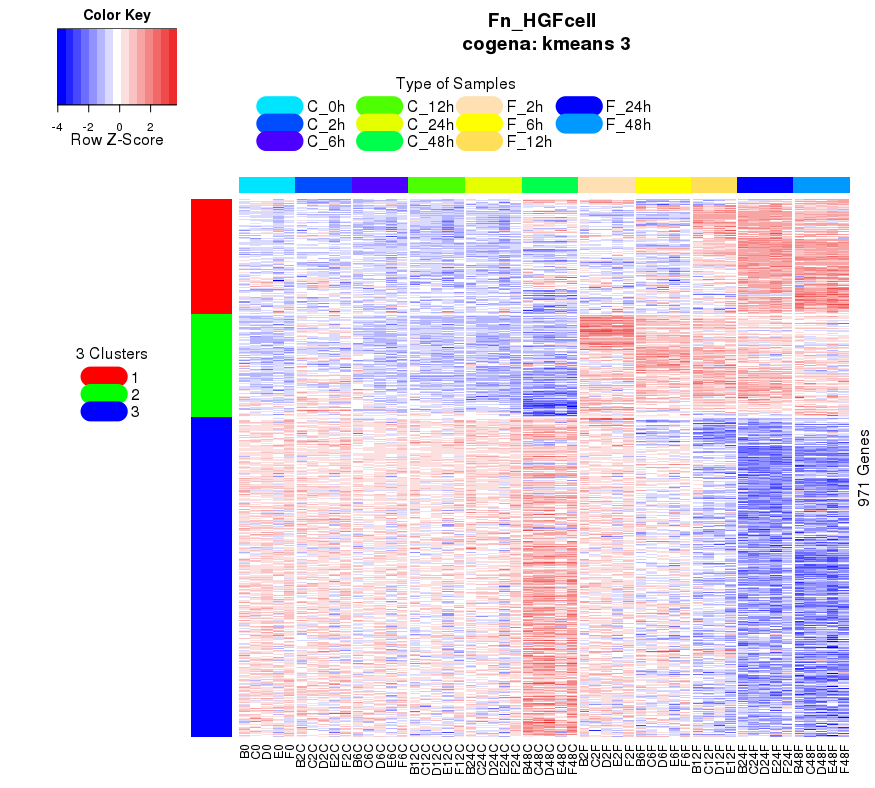 Color Key
-4 -2 0 2
Row Z-Score
Fn_HGFcell
cogena: kmeans 3
Type of Samples
C_0h C_12h F_2h F_24h
C_2h C_24h F_6h F_48h
C_6h C_48h F_12h
3 Clusters
1
2
3
971 Genes
B0 C0 D0 E0 F0 B2C C2C D2C E2C F2C B6C C6C D6C E6C F6C B12C C12C D12C E12C F12C B24C C24C D24C E24C F24C B48C C48C D48C E48C F48C B2F C2F D2F E2F F2F B6F C6F D6F E6F F6F B12F C12F D12F E12F B24F C24F D24F E24F F24F B48F C48F D48F E48F F48F